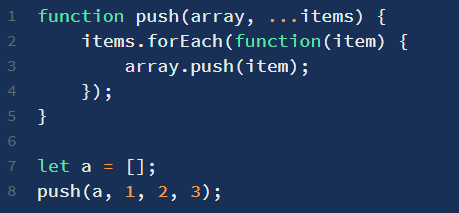 1 function push(array, ...items) {
2     items.forEach(function(item) {
3         array.push(item);
4     });
5 }
6
7 let a = [];
8 push(a, 1, 2, 3);